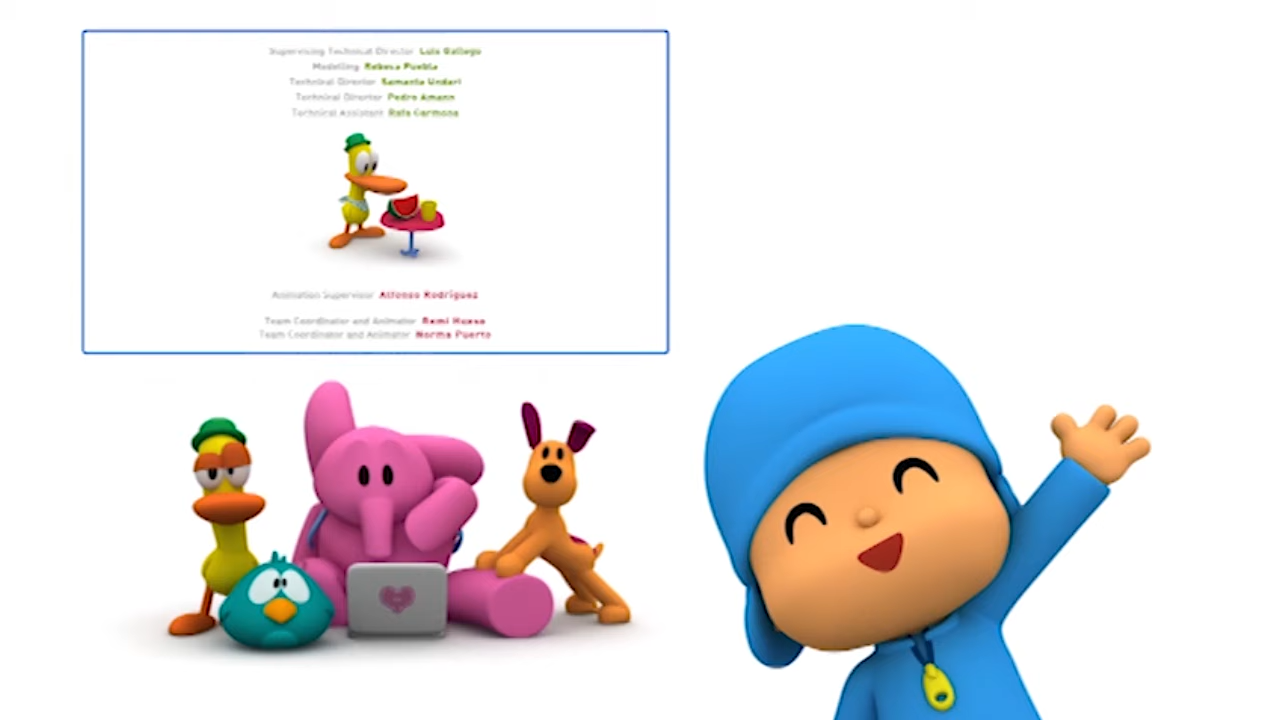 Supervising Technical Director Luis Gallego
Modelling Rebeca Puebla
Technical Director Samanta Undari
Technical Director Pedro Amann
Technical Assistant Rafa Carmona
Animation Supervisor Alfonso Rodríguez
Team Coordinator and Animator Remi Hueso
Team Coordinator and Animator Norma Puerto